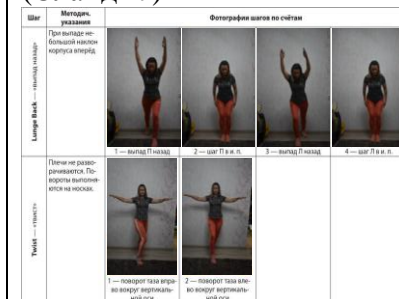 Шаг
Методич.
указания
Фотографии шагов по счётам
Lunge Back — «выпад назад»
При выпаде не-
большой наклон
корпуса вперёд
1 — выпад П назад
2 — шаг П в и. п.
3 — выпад Л назад
4 — шаг Л в и. п.
Twist — «твист»
Плечи не разво-
рачиваются. По-
вороты выполня-
ются на носках.
1 — поворот таза впра-
во вокруг вертикаль-
ной оси
2 — поворот таза вле-
во вокруг вертикаль-
ной оси